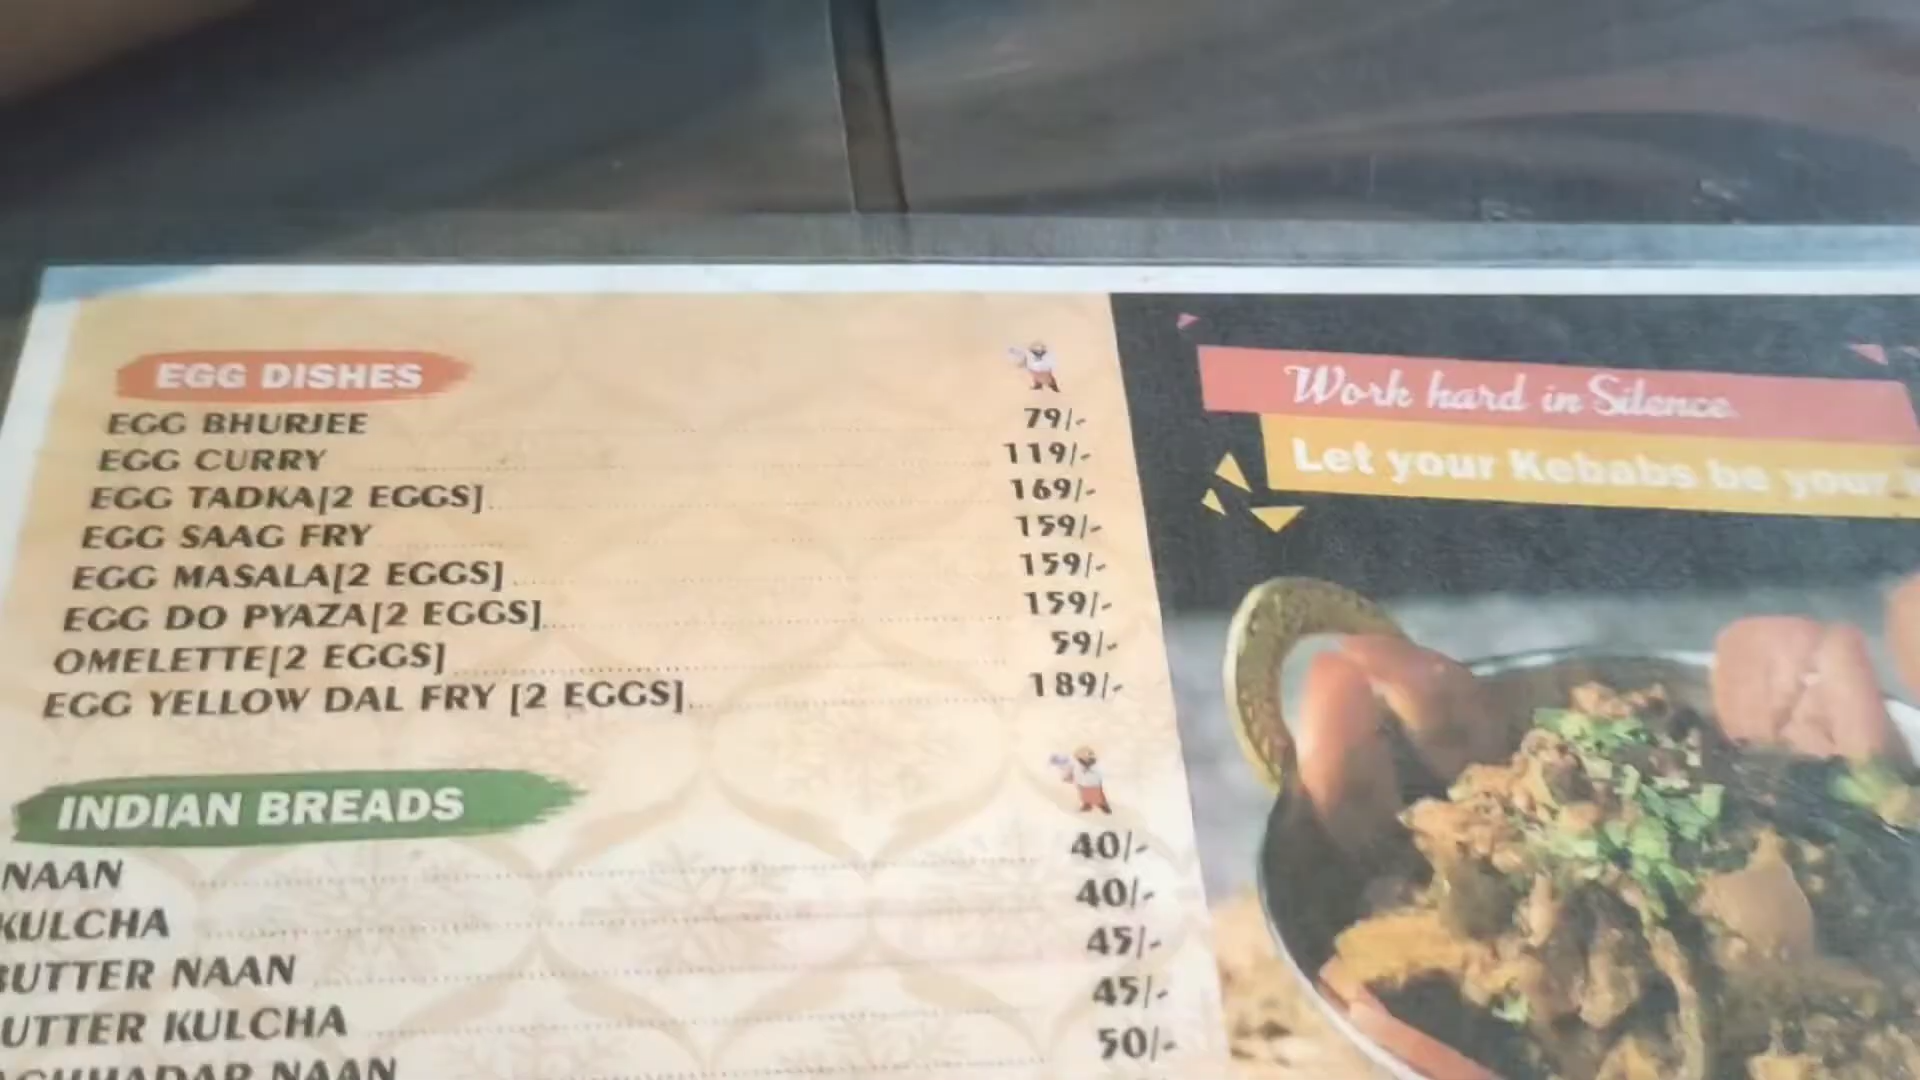 EGG DISHES
EGG BHURJEE 79/-
EGG CURRY 119/-
EGG TADKA[2 EGGS] 169/-
EGG SAAG FRY 159/-
EGG MASALA[2 EGGS] 159/-
EGG DO PYAZA[2 EGGS] 159/-
OMELETTE[2 EGGS] 59/-
EGG YELLOW DAL FRY [2 EGGS] 189/-
INDIAN BREADS
NAAN 40/-
KULCHA 40/-
BUTTER NAAN 45/-
UTTER KULCHA 45/-
NAAN 50/-
Work hard in Silence
Let your Kebabs be your